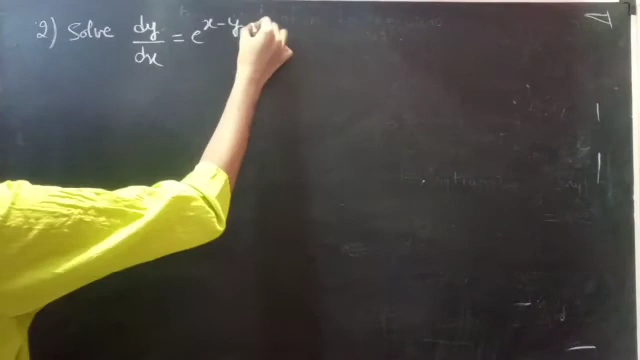 2) Solve dy/dx = e^{x-y}